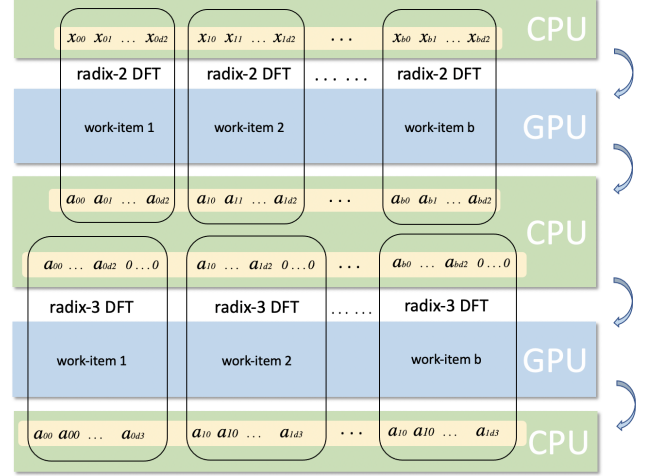 x00 x01 ... x0d2 x10 x11 ... x1d2 ... xb0 xb1 ... xbd2 CPU
radix-2 DFT radix-2 DFT ... ... radix-2 DFT
work-item 1 work-item 2 work-item b GPU
a00 a01 ... a0d2 a10 a11 ... a1d2 ... ab0 ab1 ... abd2
CPU
a00 ... a0d2 0...0 a10 ... a1d2 0...0 ... ab0 ... abd2 0...0
radix-3 DFT radix-3 DFT ... ... radix-3 DFT
work-item 1 work-item 2 work-item b GPU
a00 a00 ... a0d3 a10 a10 ... a1d3 ... a10 a10 ... a1d3 CPU